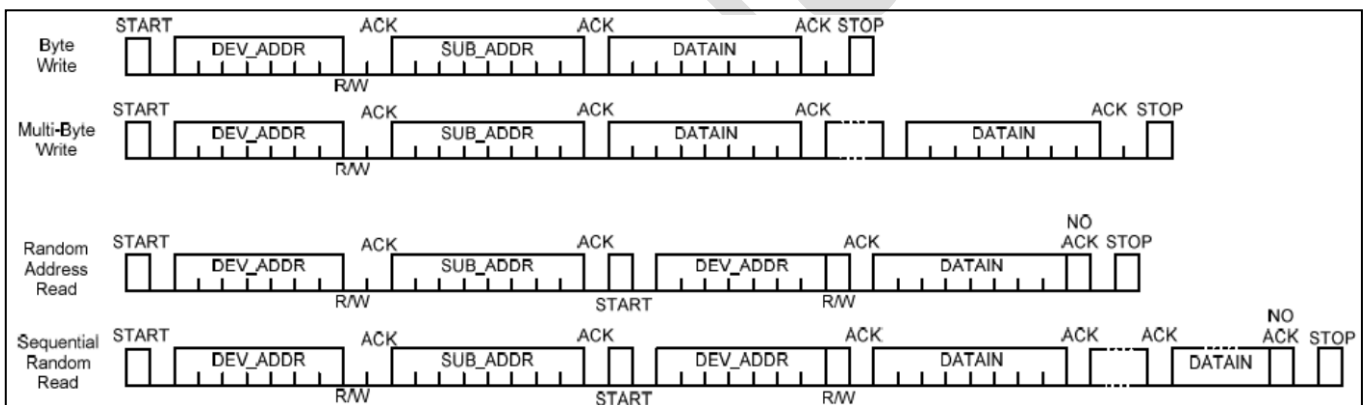 START ACK ACK ACK STOP
Byte
Write
DEV_ADDR SUB_ADDR DATAIN
R/W
START ACK ACK ACK ACK STOP
Multi-Byte
Write
DEV_ADDR SUB_ADDR DATAIN DATAIN
R/W
NO
START ACK ACK ACK ACK STOP
Random
Address
Read
DEV_ADDR SUB_ADDR DEV_ADDR DATAIN
R/W START R/W
NO
START ACK ACK ACK ACK ACK ACK STOP
Sequential
Random
Read
DEV_ADDR SUB_ADDR DEV_ADDR DATAIN DATAIN
R/W START R/W